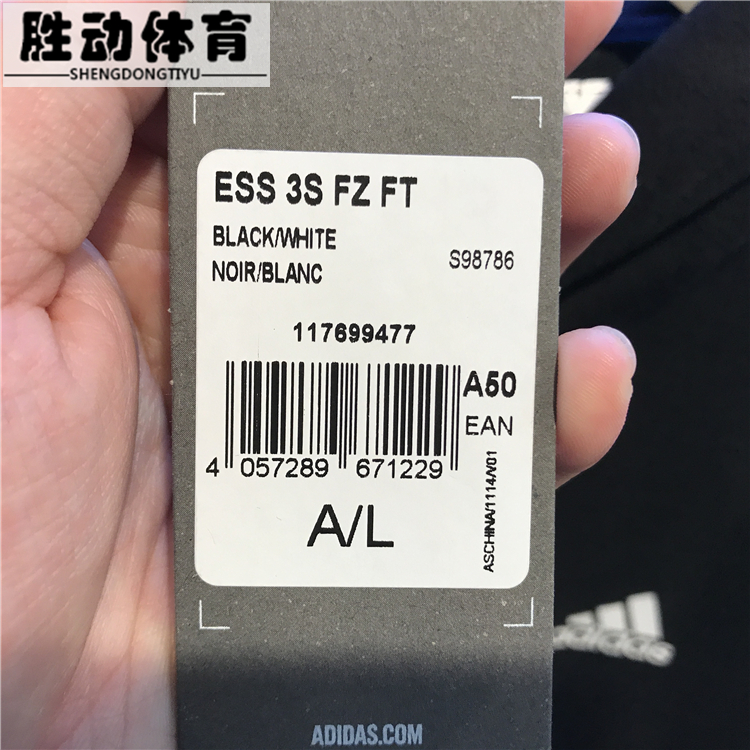 胜动体育
SHENGDONGTIYU
ESS 3S FZ FT
BLACK/WHITE
NOIR/BLANC
S98786
117699477
A50
EAN
4 057289 671229
A/L
ASCHINA/1114/V01
adidas
ADIDAS.COM